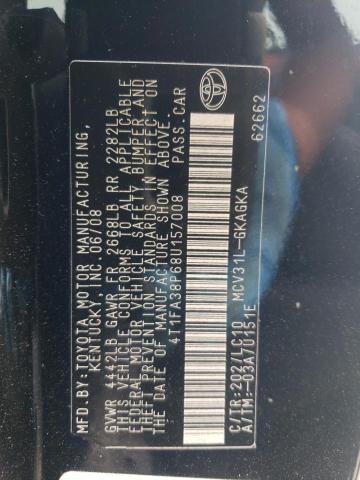 MFD.BY-TOYOTA MOTOR MANUFACTURING,
KENTUCKY, INC. 06/08
GVWR 4442LB GAWR FR 2668LB RR 2282LB
THIS VEHICLE CONFORMS TO ALL APPLICABLE
FEDERAL MOTOR VEHICLE SAFETY BUMPER AND
THEFT PREVENTION STANDARDS IN EFFECT ON
THE DATE OF MANUFACTURE SHOWN ABOVE.
4T1FA38P68U157008 PASS.CAR
C/TR:202/LC10 MCV31L-GKAGKA
A/TM:-03A/U151E 62662